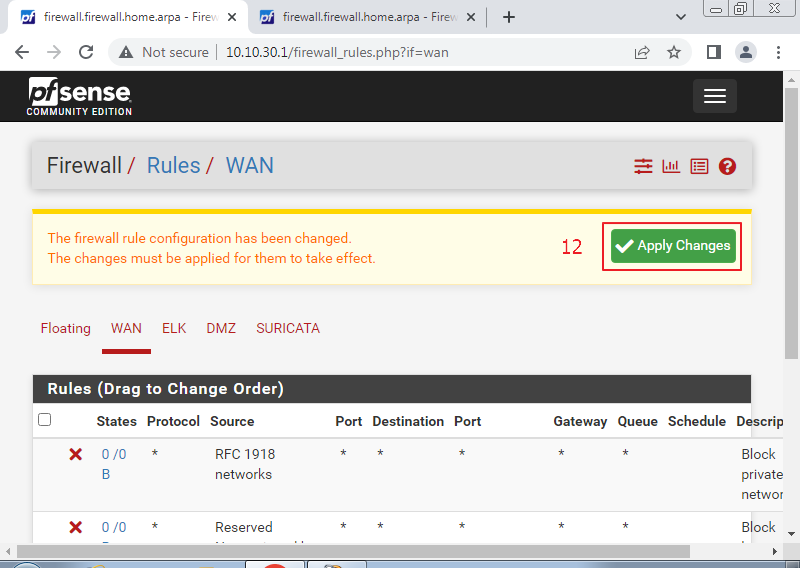 firewall.firewall.home.arpa - Firew
firewall.firewall.home.arpa - Firew
Not secure
10.10.30.1/firewall_rules.php?if=wan
pfsense
COMMUNITY EDITION
Firewall / Rules / WAN
The firewall rule configuration has been changed.
The changes must be applied for them to take effect.
12
Apply Changes
Floating WAN ELK DMZ SURICATA
Rules (Drag to Change Order)
States Protocol Source Port Destination Port Gateway Queue Schedule Descrip
0 /0 * RFC 1918 * * * * * Block
B networks private
networ
0 /0 * Reserved * * * * * Block